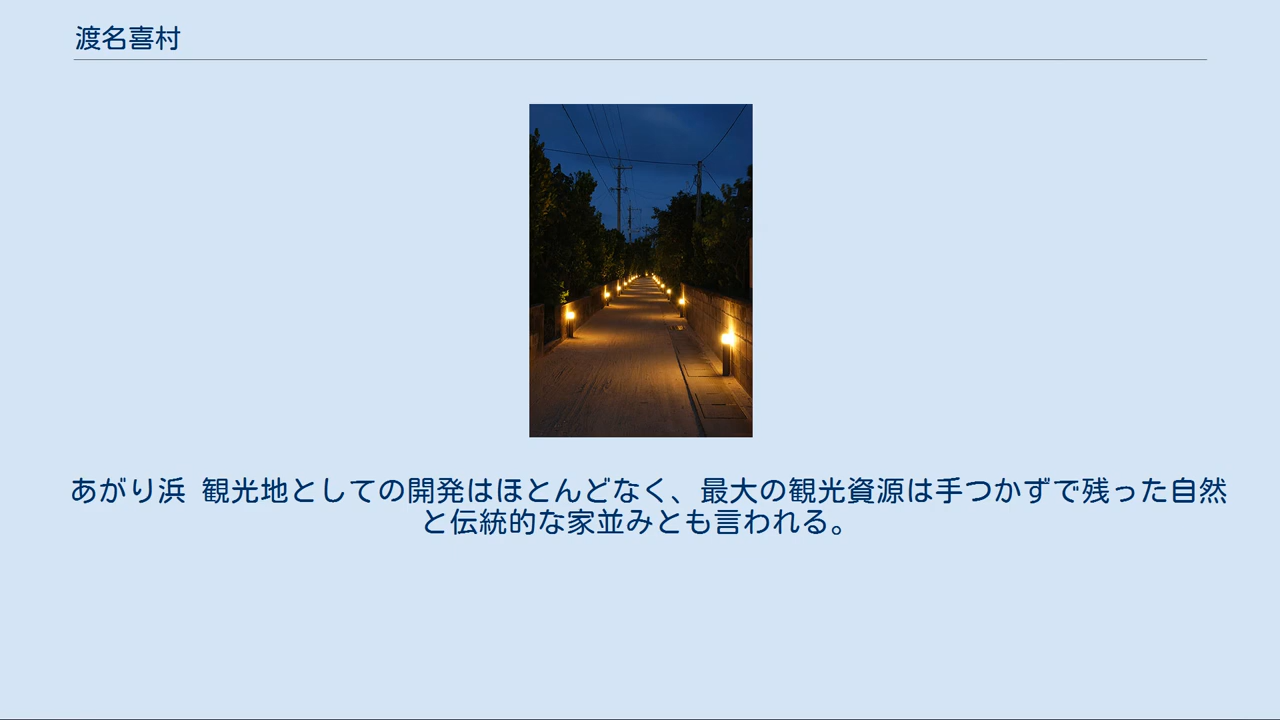 渡名喜村
あがり浜 観光地としての開発はほとんどなく、最大の観光資源は手つかずで残った自然
と伝統的な家並みとも言われる。